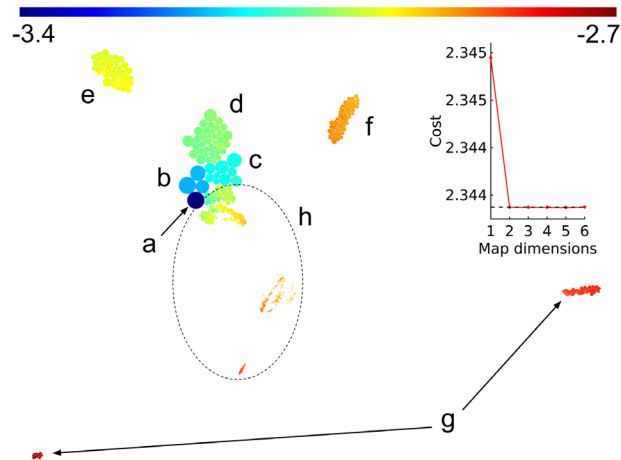 -3.4
-2.7
e
d
f
c
b
h
a
g
2.345
2.345
2.344
2.344
Cost
1 2 3 4 5 6
Map dimensions